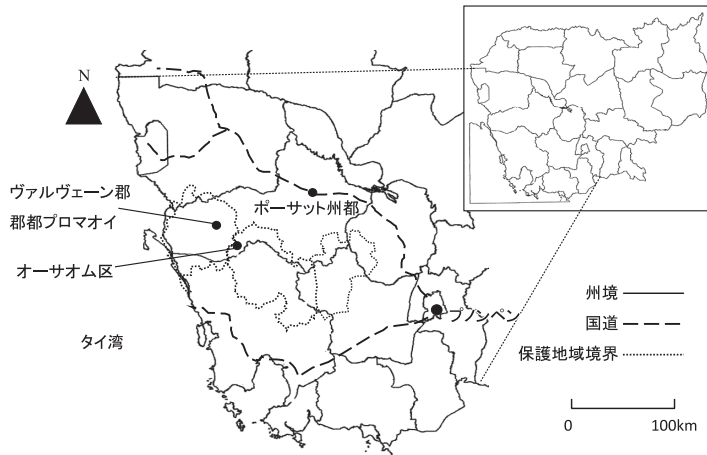 N
ヴァルヴェーン郡
郡都プロマオイ
ポーサット州都
オーサオム区
タイ湾
プノンペン
州境
国道
保護地域境界
0 100km